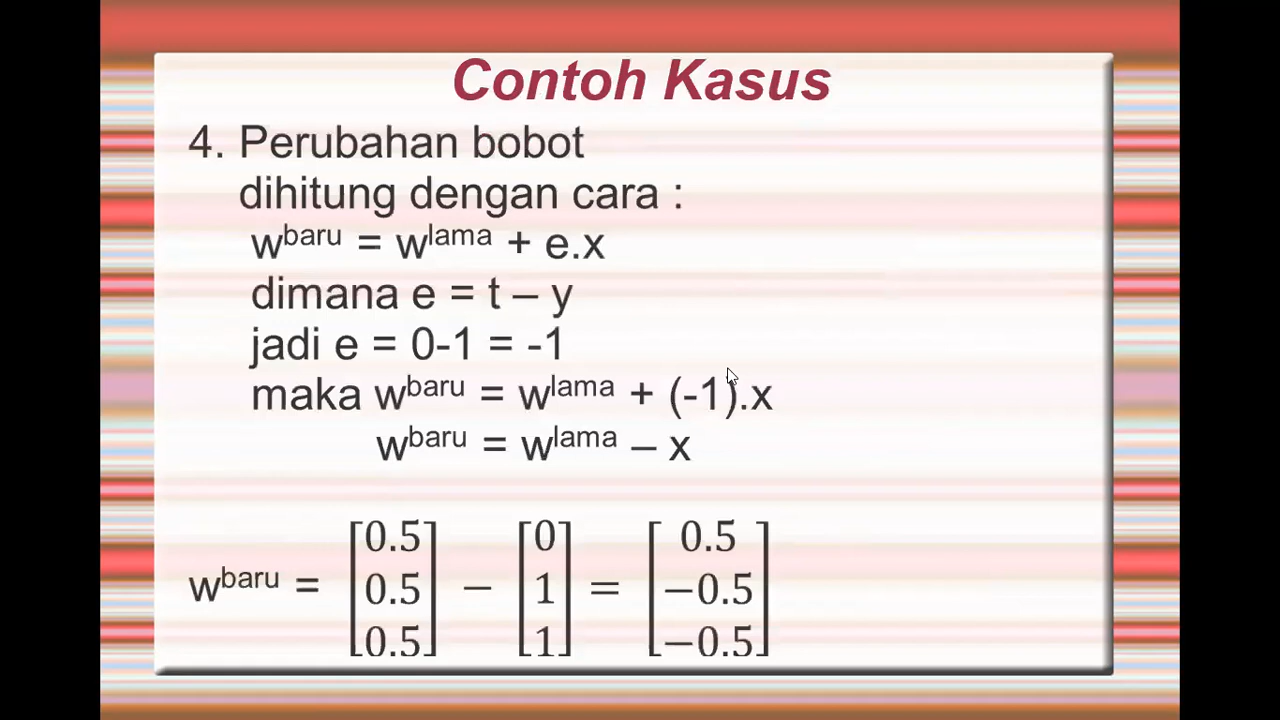 Contoh Kasus
4. Perubahan bobot
dihitung dengan cara :
w^baru = w^lama + e.x
dimana e = t – y
jadi e = 0-1 = -1
maka w^baru = w^lama + (-1).x
w^baru = w^lama – x
w^baru = [0.5 0.5 0.5] − [0 1 1] = [0.5 −0.5 −0.5]